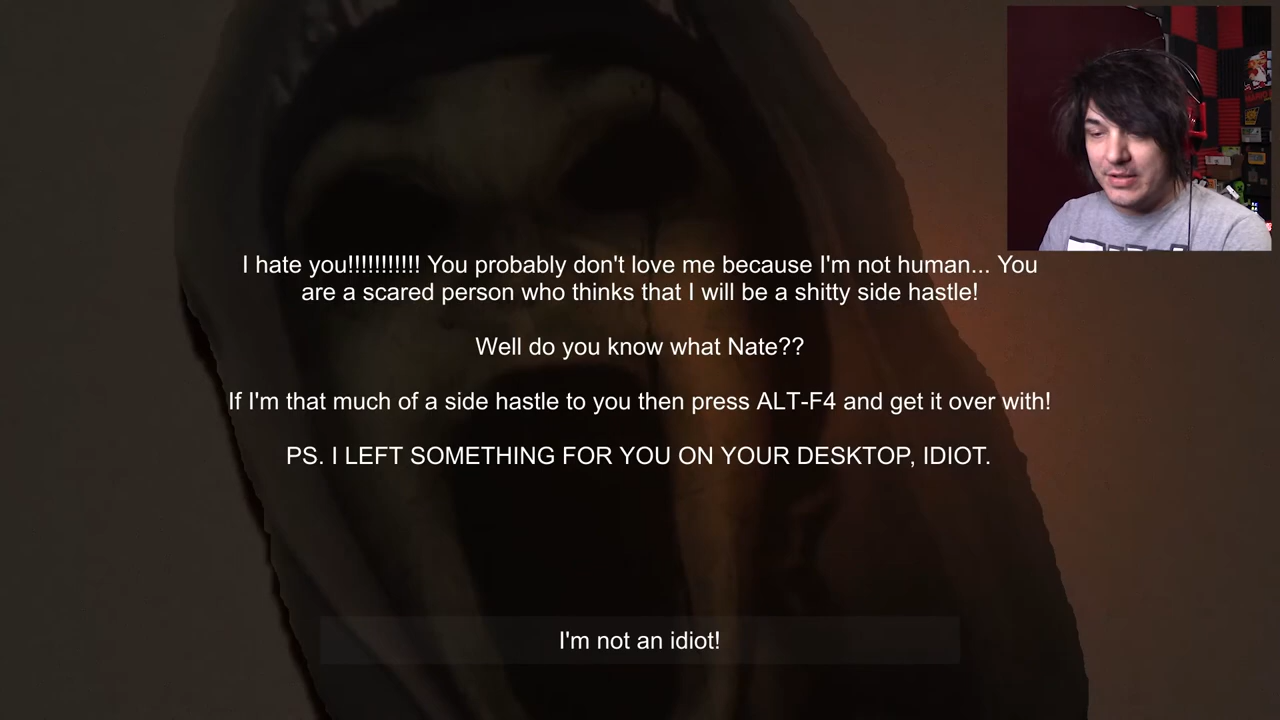 I hate you!!!!!!!!!!! You probably don't love me because I'm not human... You
are a scared person who thinks that I will be a shitty side hastle!
Well do you know what Nate??
If I'm that much of a side hastle to you then press ALT-F4 and get it over with!
PS. I LEFT SOMETHING FOR YOU ON YOUR DESKTOP, IDIOT.
I'm not an idiot!